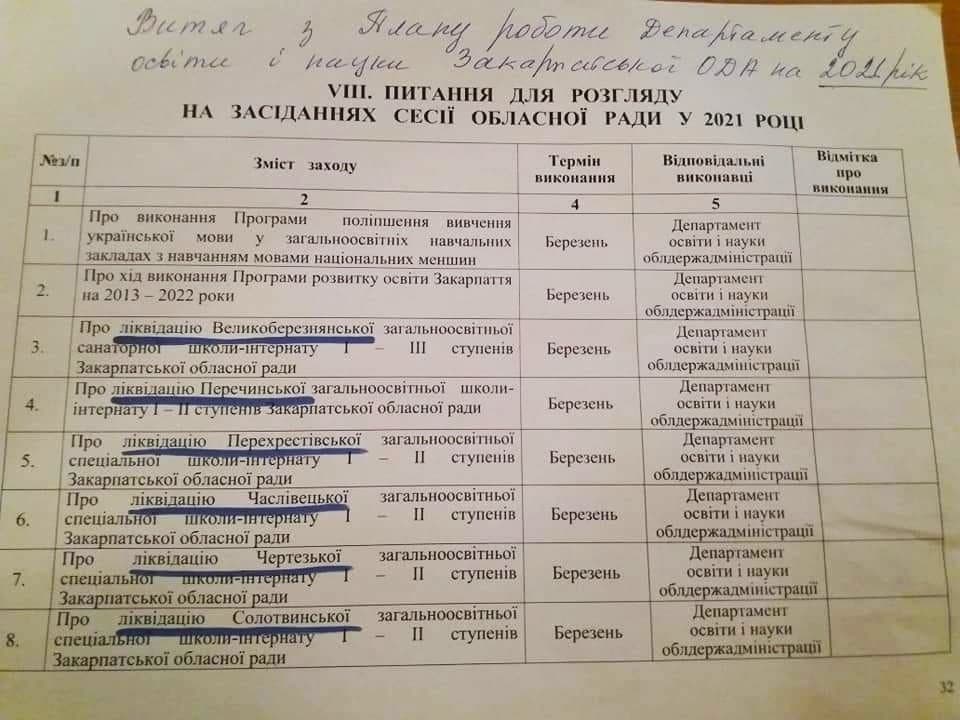 Витяг з Плану роботи Департаменту
освіти і науки Закарпатської ОДА на 2021 рік
VIII. ПИТАННЯ ДЛЯ РОЗГЛЯДУ
НА ЗАСІДАННЯХ СЕСІЇ ОБЛАСНОЇ РАДИ У 2021 РОЦІ
№з/п
Зміст заходу
Термін
виконання
Відповідальні
виконавці
Відмітка
про
виконання
1
2
4
5
1.
Про виконання Програми поліпшення вивчення
української мови у загальноосвітніх навчальних
закладах з навчанням мовами національних меншин
Березень
Департамент
освіти і науки
облдержадміністрації
2.
Про хід виконання Програми розвитку освіти Закарпаття
на 2013 – 2022 роки
Березень
Департамент
освіти і науки
облдержадміністрації
3.
Про ліквідацію Великоберезнянської загальноосвітньої
санаторної школи-інтернату І – ІІІ ступенів
Закарпатської обласної ради
Березень
Департамент
освіти і науки
облдержадміністрації
4.
Про ліквідацію Перечинської загальноосвітньої школи-
інтернату І – ІІ ступенів Закарпатської обласної ради
Березень
Департамент
освіти і науки
облдержадміністрації
5.
Про ліквідацію Перехрестівської загальноосвітньої
спеціальної школи-інтернату І – ІІ ступенів
Закарпатської обласної ради
Березень
Департамент
освіти і науки
облдержадміністрації
6.
Про ліквідацію Часлівецької загальноосвітньої
спеціальної школи-інтернату І – ІІ ступенів
Закарпатської обласної ради
Березень
Департамент
освіти і науки
облдержадміністрації
7.
Про ліквідацію Чертезької загальноосвітньої
спеціальної школи-інтернату І – ІІ ступенів
Закарпатської обласної ради
Березень
Департамент
освіти і науки
облдержадміністрації
8.
Про ліквідацію Солотвинської загальноосвітньої
спеціальної школи-інтернату І – ІІ ступенів
Закарпатської обласної ради
Березень
Департамент
освіти і науки
облдержадміністрації
32